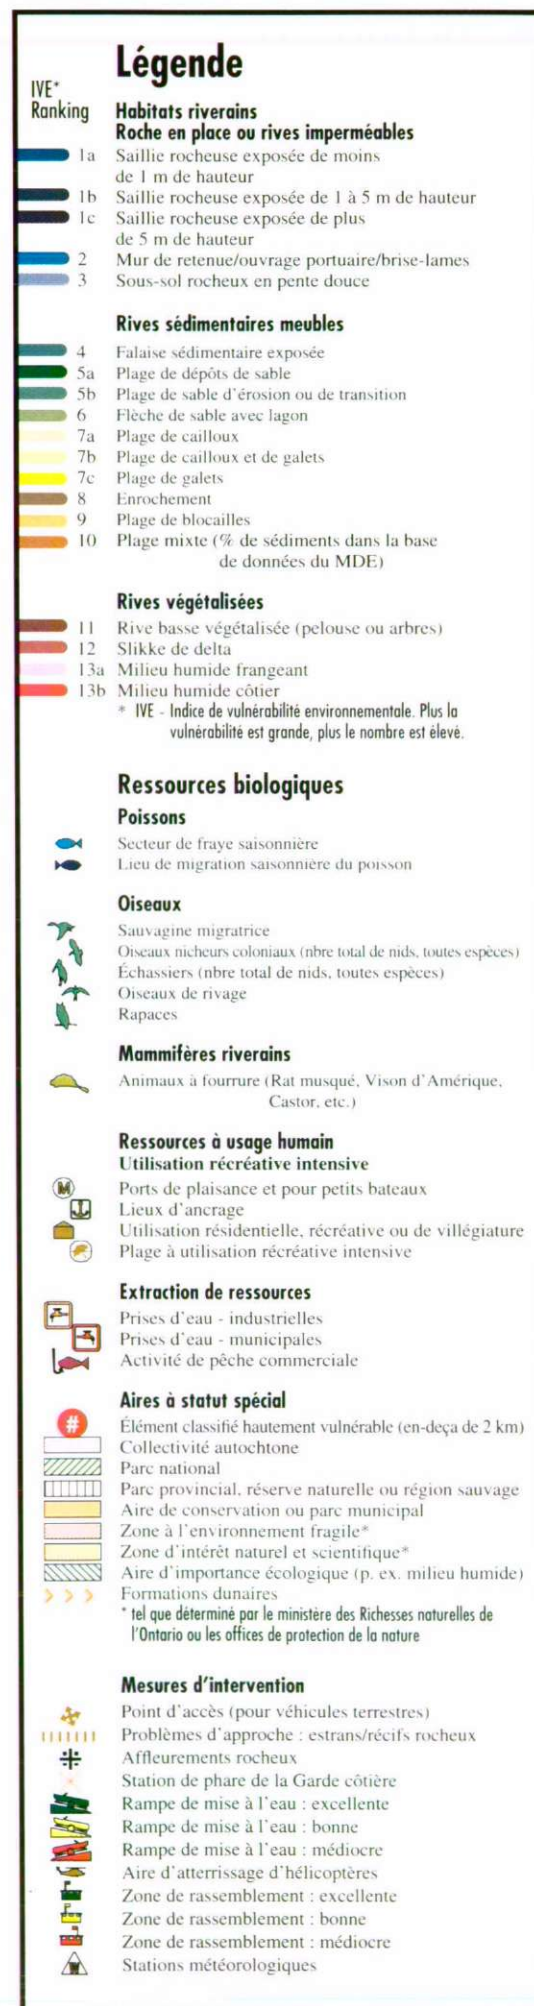 Légende
IVE*
Ranking
Habitats riverains
Roche en place ou rives imperméables
1a Saillie rocheuse exposée de moins
de 1 m de hauteur
1b Saillie rocheuse exposée de 1 à 5 m de hauteur
1c Saillie rocheuse exposée de plus
de 5 m de hauteur
2 Mur de retenue/ouvrage portuaire/brise-lames
3 Sous-sol rocheux en pente douce
Rives sédimentaires meubles
4 Falaise sédimentaire exposée
5a Plage de dépôts de sable
5b Plage de sable d'érosion ou de transition
6 Flèche de sable avec lagon
7a Plage de cailloux
7b Plage de cailloux et de galets
7c Plage de galets
8 Enrochement
9 Plage de blocailles
10 Plage mixte (% de sédiments dans la base
de données du MDE)
Rives végétalisées
11 Rive basse végétalisée (pelouse ou arbres)
12 Slikke de delta
13a Milieu humide frangeant
13b Milieu humide côtier
* IVE - Indice de vulnérabilité environnementale. Plus la
vulnérabilité est grande, plus le nombre est élevé.
Ressources biologiques
Poissons
Secteur de fraye saisonnière
Lieu de migration saisonnière du poisson
Oiseaux
Sauvagine migratrice
Oiseaux nicheurs coloniaux (nbre total de nids, toutes espèces)
Échassiers (nbre total de nids, toutes espèces)
Oiseaux de rivage
Rapaces
Mammifères riverains
Animaux à fourrure (Rat musqué, Vison d'Amérique,
Castor, etc.)
Ressources à usage humain
Utilisation récréative intensive
M Ports de plaisance et pour petits bateaux
Lieux d'ancrage
Utilisation résidentielle, récréative ou de villégiature
Plage à utilisation récréative intensive
Extraction de ressources
Prises d'eau - industrielles
Prises d'eau - municipales
Activité de pêche commerciale
Aires à statut spécial
# Élément classifié hautement vulnérable (en-deça de 2 km)
Collectivité autochtone
Parc national
Parc provincial, réserve naturelle ou région sauvage
Aire de conservation ou parc municipal
Zone à l'environnement fragile*
Zone d'intérêt naturel et scientifique*
Aire d'importance écologique (p. ex. milieu humide)
Formations dunaires
* tel que déterminé par le ministère des Richesses naturelles de
l'Ontario ou les offices de protection de la nature
Mesures d'intervention
Point d'accès (pour véhicules terrestres)
Problèmes d'approche : estrans/récifs rocheux
Affleurements rocheux
Station de phare de la Garde côtière
Rampe de mise à l'eau : excellente
Rampe de mise à l'eau : bonne
Rampe de mise à l'eau : médiocre
Aire d'atterrissage d'hélicoptères
Zone de rassemblement : excellente
Zone de rassemblement : bonne
Zone de rassemblement : médiocre
Stations météorologiques